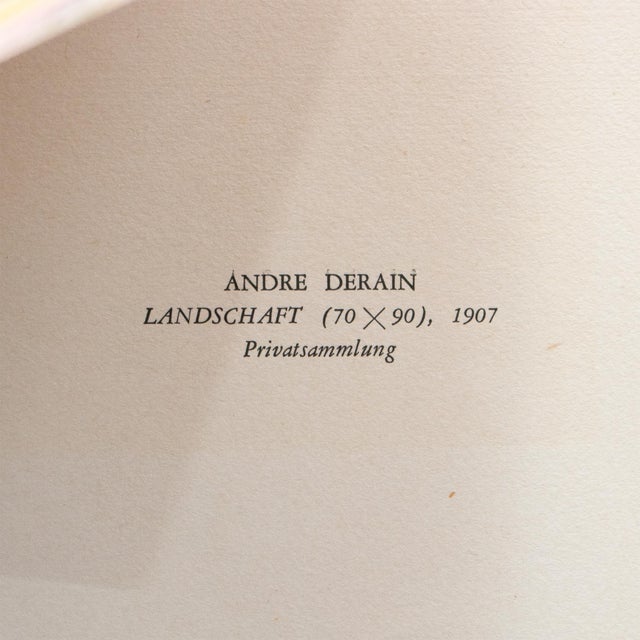 ANDRE DERAIN
LANDSCHAFT (70 × 90), 1907
Privatsammlung